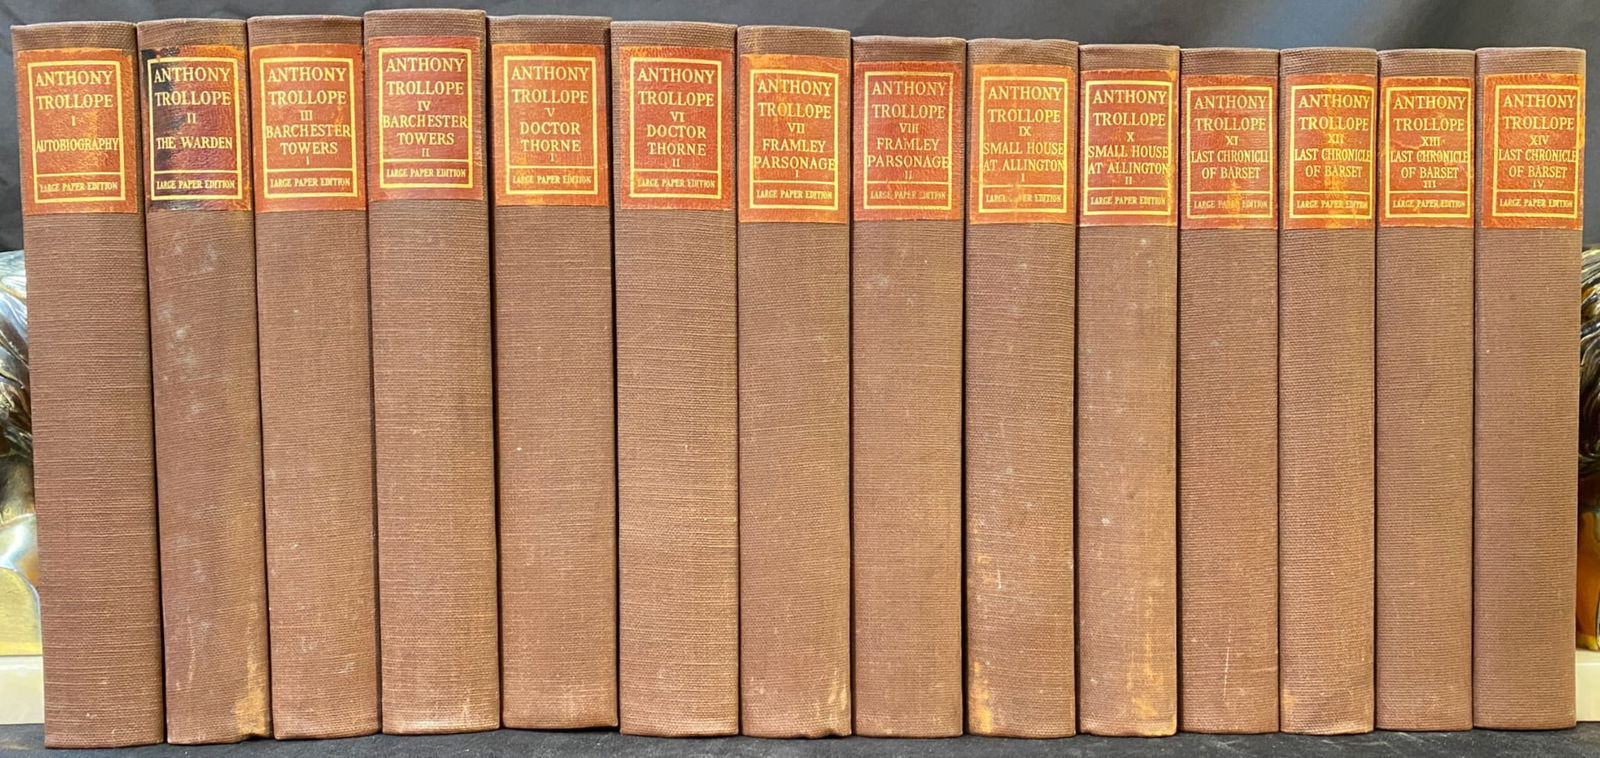 ANTHONY
TROLLOPE
I
AUTOBIOGRAPHY
LARGE PAPER EDITION
ANTHONY
TROLLOPE
II
THE WARDEN
LARGE PAPER EDITION
ANTHONY
TROLLOPE
III
BARCHESTER
TOWERS
I
LARGE PAPER EDITION
ANTHONY
TROLLOPE
IV
BARCHESTER
TOWERS
II
LARGE PAPER EDITION
ANTHONY
TROLLOPE
V
DOCTOR
THORNE
I
LARGE PAPER EDITION
ANTHONY
TROLLOPE
VI
DOCTOR
THORNE
II
LARGE PAPER EDITION
ANTHONY
TROLLOPE
VII
FRAMLEY
PARSONAGE
I
LARGE PAPER EDITION
ANTHONY
TROLLOPE
VIII
FRAMLEY
PARSONAGE
II
LARGE PAPER EDITION
ANTHONY
TROLLOPE
IX
SMALL HOUSE
AT ALLINGTON
I
LARGE PAPER EDITION
ANTHONY
TROLLOPE
X
SMALL HOUSE
AT ALLINGTON
II
LARGE PAPER EDITION
ANTHONY
TROLLOPE
XI
LAST CHRONICLE
OF BARSET
LARGE PAPER EDITION
ANTHONY
TROLLOPE
XII
LAST CHRONICLE
OF BARSET
LARGE PAPER EDITION
ANTHONY
TROLLOPE
XIII
LAST CHRONICLE
OF BARSET
III
LARGE PAPER EDITION
ANTHONY
TROLLOPE
XIV
LAST CHRONICLE
OF BARSET
IV
LARGE PAPER EDITION